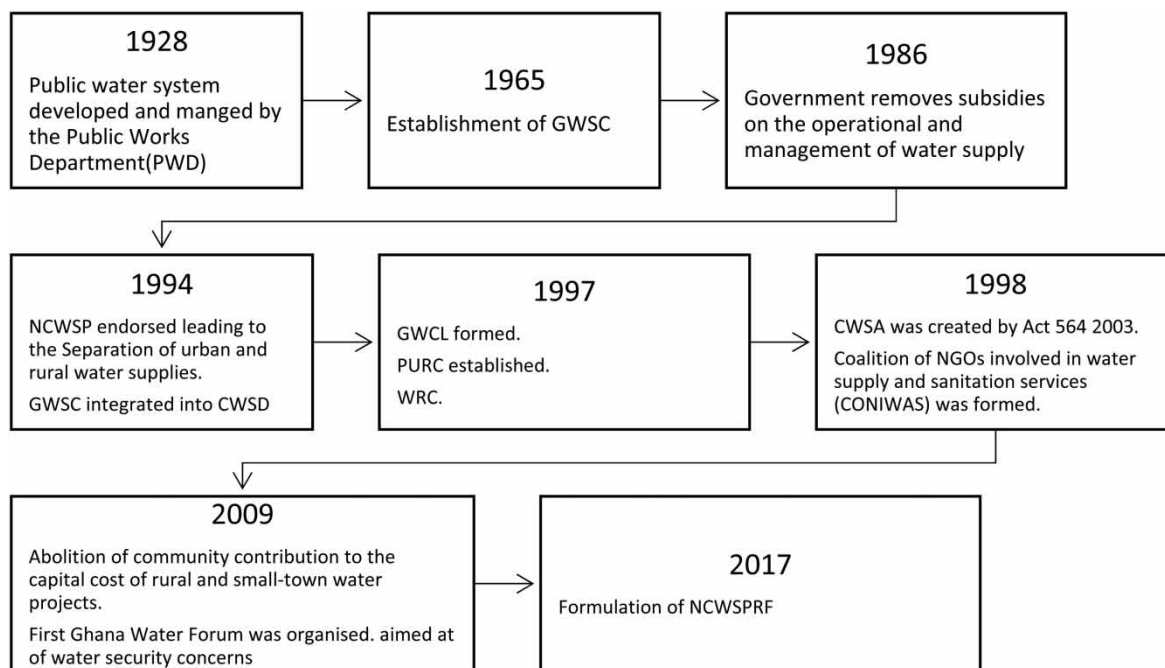 1928
Public water system
developed and manged by
the Public Works
Department(PWD)
1965
Establishment of GWSC
1986
Government removes subsidies
on the operational and
management of water supply
1994
NCWSP endorsed leading to
the Separation of urban and
rural water supplies.
GWSC integrated into CWSD
1997
GWCL formed.
PURC established.
WRC.
1998
CWSA was created by Act 564 2003.
Coalition of NGOs involved in water
supply and sanitation services
(CONIWAS) was formed.
2009
Abolition of community contribution to the
capital cost of rural and small-town water
projects.
First Ghana Water Forum was organised. aimed at
of water security concerns
2017
Formulation of NCWSPRF